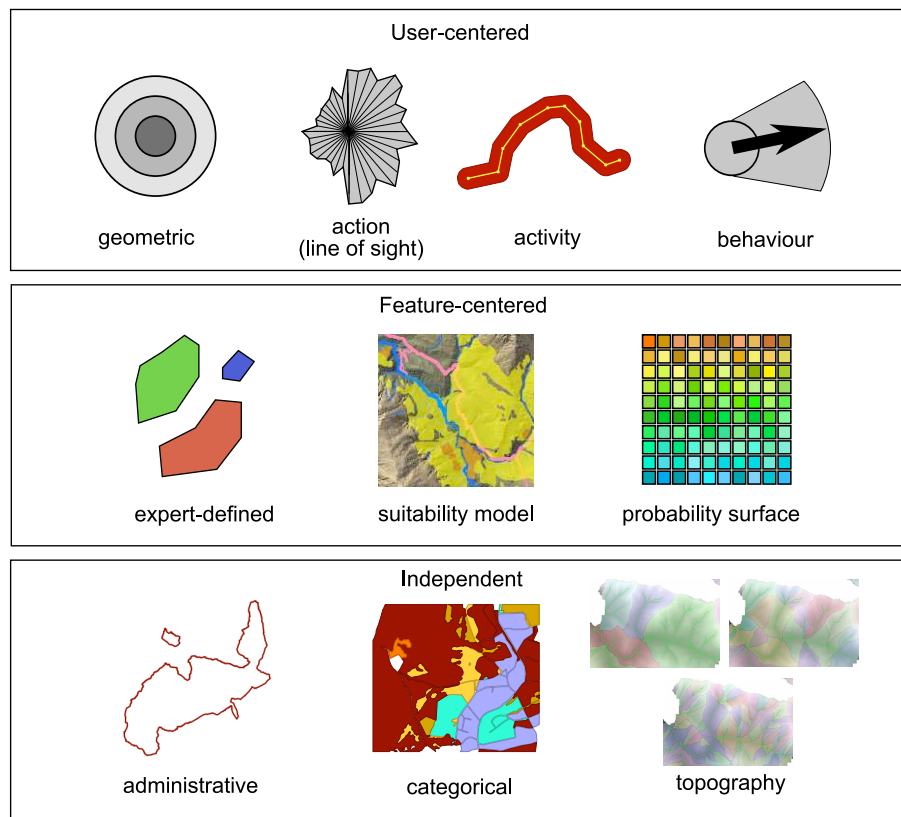 User-centered
geometric
action
(line of sight)
activity
behaviour
Feature-centered
expert-defined
suitability model
probability surface
Independent
administrative
categorical
topography